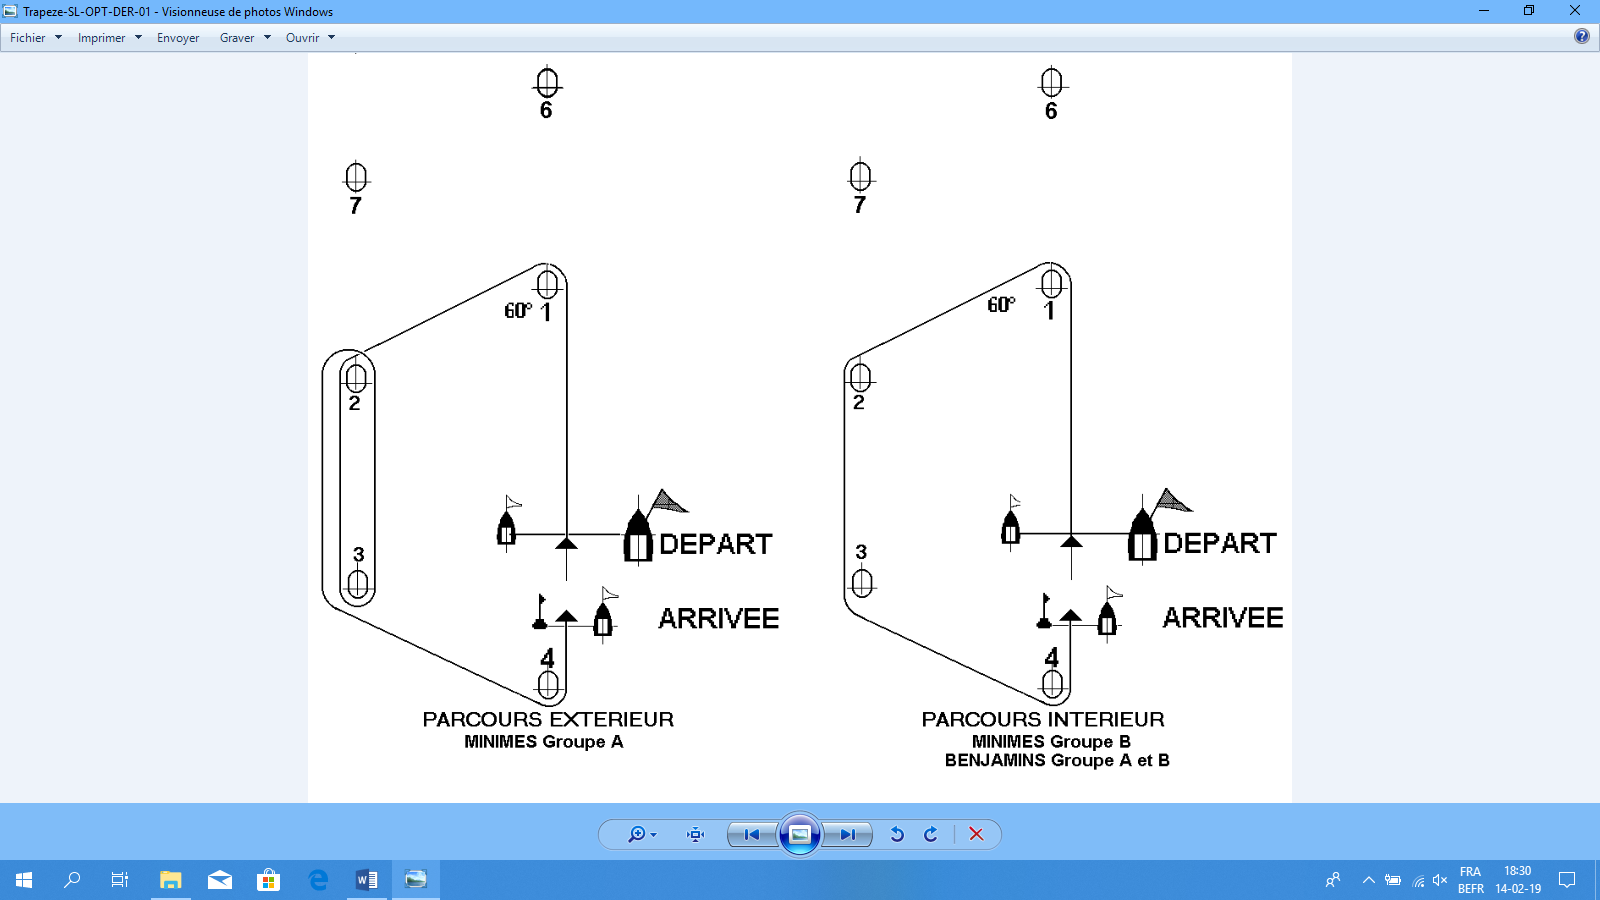 Trapeze-SL-OPT-DER-01 - Visionneuse de photos Windows
Fichier Imprimer Envoyer Graver Ouvrir
6
7
1
60°
2
3
DEPART
ARRIVEE
4
PARCOURS EXTERIEUR
MINIMES Groupe A
6
7
1
60°
2
3
DEPART
ARRIVEE
4
PARCOURS INTERIEUR
MINIMES Groupe B
BENJAMINS Groupe A et B
FRA
BEFR
18:30
14-02-19